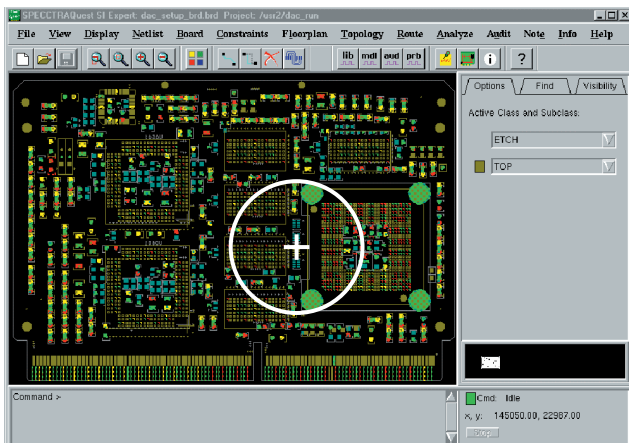 SPECCTRAQuest SI Expert: dac_setup_brd.brd Project: /usr2/dac_run
File View Display Netlist Board Constraints Floorplan Topology Route Analyze Audit Note Info Help
lib mdl aud prb i ?
Options Find Visibility
Active Class and Subclass:
ETCH
TOP
Command >
Cmd: Idle
x, y: 145050.00, 22987.00
Stop